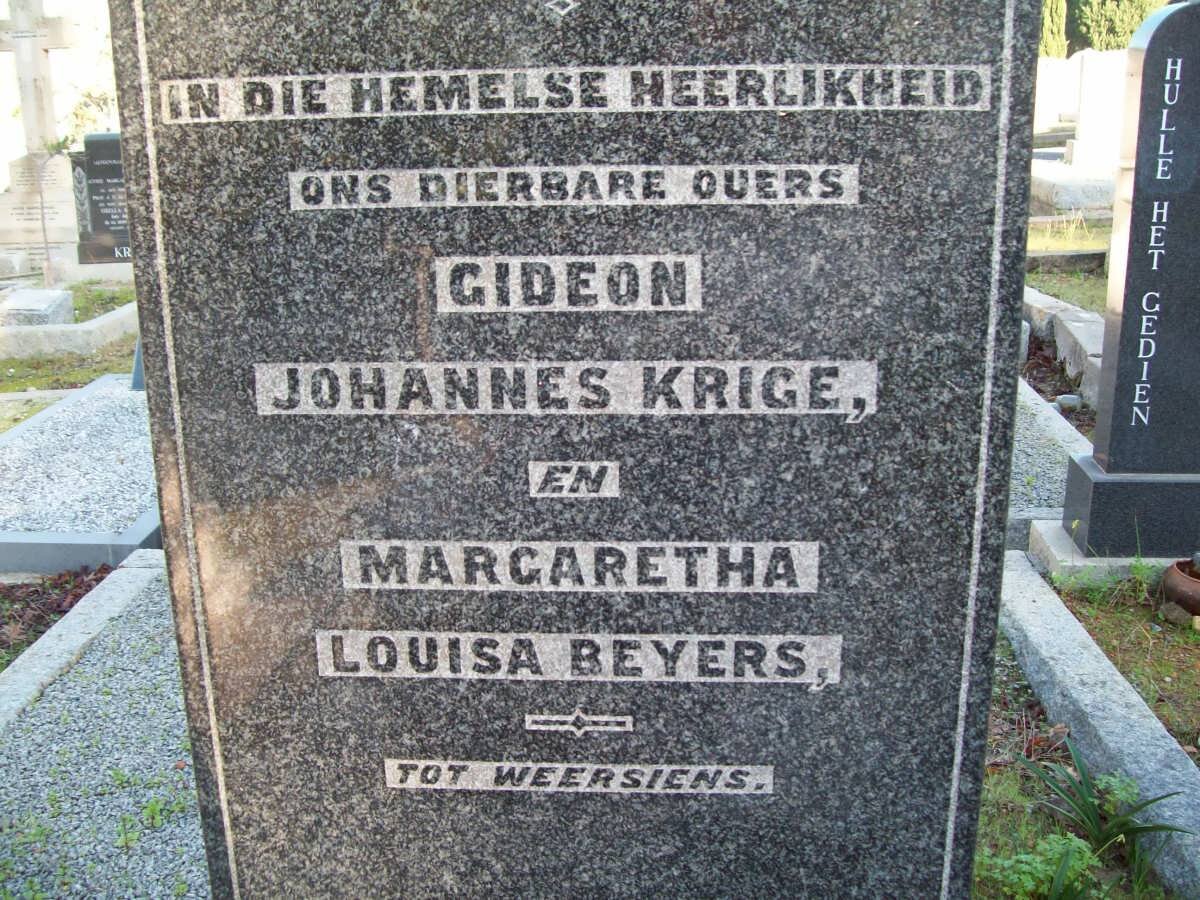 IN DIE HEMELSE HEERLIKHEID
ONS DIERBARE OUERS
GIDEON
JOHANNES KRIGE,
EN
MARGARETHA
LOUISA BEYERS,
TOT WEERSIENS.
HULLE HET GEDIEN
KR